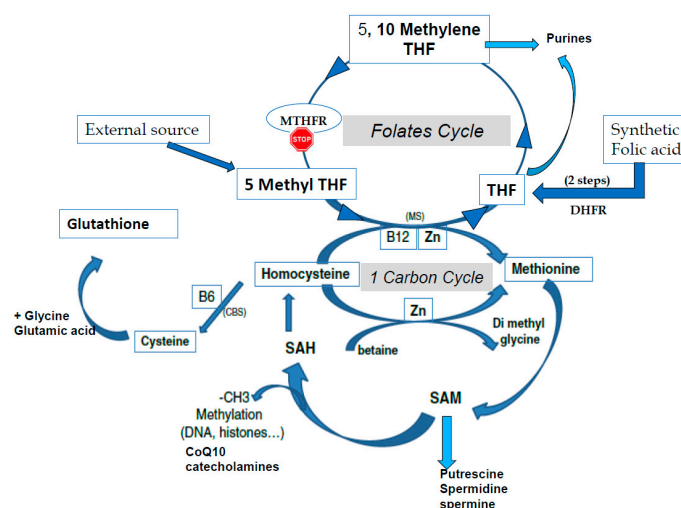 5, 10 Methylene
THF
Purines
MTHFR
STOP
Folates Cycle
External source
Synthetic
Folic acid
5 Methyl THF
THF
(2 steps)
DHFR
(MS)
B12
Zn
Glutathione
Homocysteine
1 Carbon Cycle
Methionine
B6
(CBS)
Zn
+ Glycine
Glutamic acid
Cysteine
SAH
betaine
Di methyl
glycine
-CH3
Methylation
(DNA, histones...)
CoQ10
catecholamines
SAM
Putrescine
Spermidine
spermine